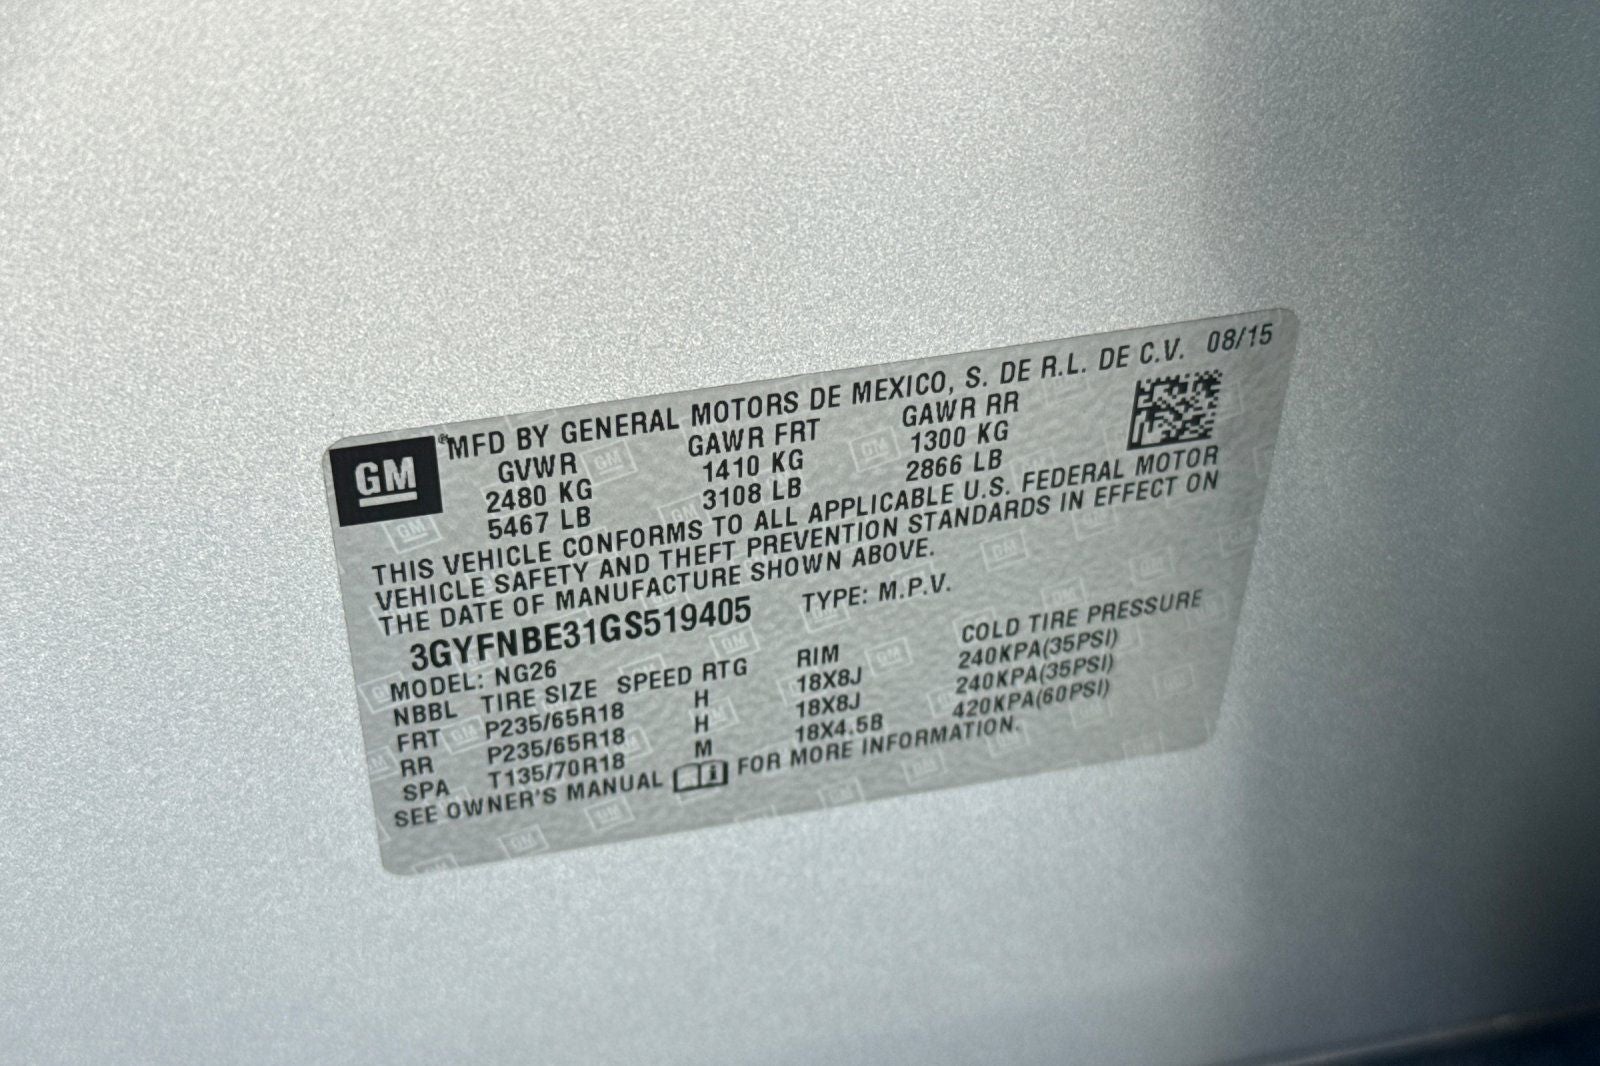 MFD BY GENERAL MOTORS DE MEXICO, S. DE R.L. DE C.V. 08/15
GM®
GVWR GAWR FRT GAWR RR
2480 KG 1410 KG 1300 KG
5467 LB 3108 LB 2866 LB
THIS VEHICLE CONFORMS TO ALL APPLICABLE U.S. FEDERAL MOTOR
VEHICLE SAFETY AND THEFT PREVENTION STANDARDS IN EFFECT ON
THE DATE OF MANUFACTURE SHOWN ABOVE.
3GYFNBE31GS519405 TYPE: M.P.V.
MODEL: NG26
NBBL TIRE SIZE SPEED RTG RIM COLD TIRE PRESSURE
FRT P235/65R18 H 18X8J 240KPA(35PSI)
RR P235/65R18 H 18X8J 240KPA(35PSI)
SPA T135/70R18 M 18X4.5B 420KPA(60PSI)
SEE OWNER'S MANUAL FOR MORE INFORMATION.